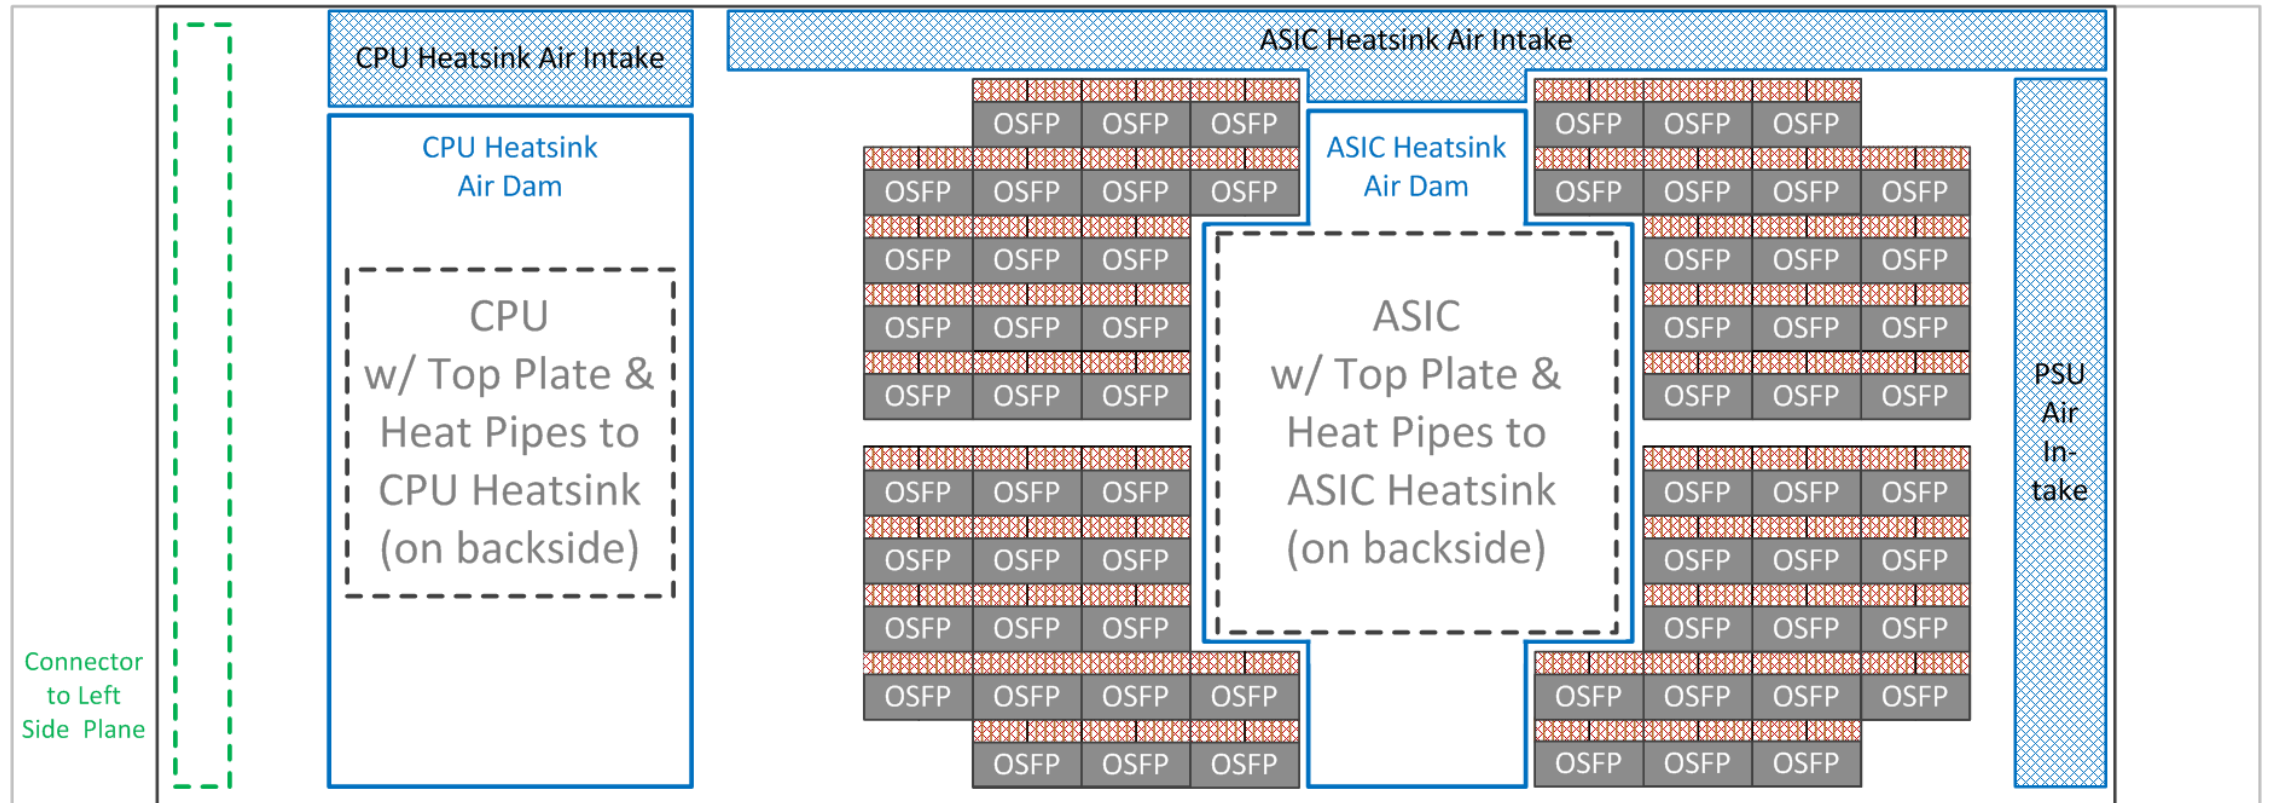 CPU Heatsink Air Intake
ASIC Heatsink Air Intake
CPU Heatsink
Air Dam
ASIC Heatsink
Air Dam
OSFP OSFP OSFP OSFP OSFP OSFP
OSFP OSFP OSFP OSFP OSFP OSFP OSFP OSFP
OSFP OSFP OSFP OSFP OSFP OSFP
OSFP OSFP OSFP OSFP OSFP OSFP
OSFP OSFP OSFP OSFP OSFP OSFP
OSFP OSFP OSFP OSFP OSFP OSFP
OSFP OSFP OSFP OSFP OSFP OSFP
OSFP OSFP OSFP OSFP OSFP OSFP
OSFP OSFP OSFP OSFP OSFP OSFP OSFP OSFP
OSFP OSFP OSFP OSFP OSFP OSFP
CPU
w/ Top Plate &
Heat Pipes to
CPU Heatsink
(on backside)
ASIC
w/ Top Plate &
Heat Pipes to
ASIC Heatsink
(on backside)
PSU
Air
In-
take
Connector
to Left
Side Plane